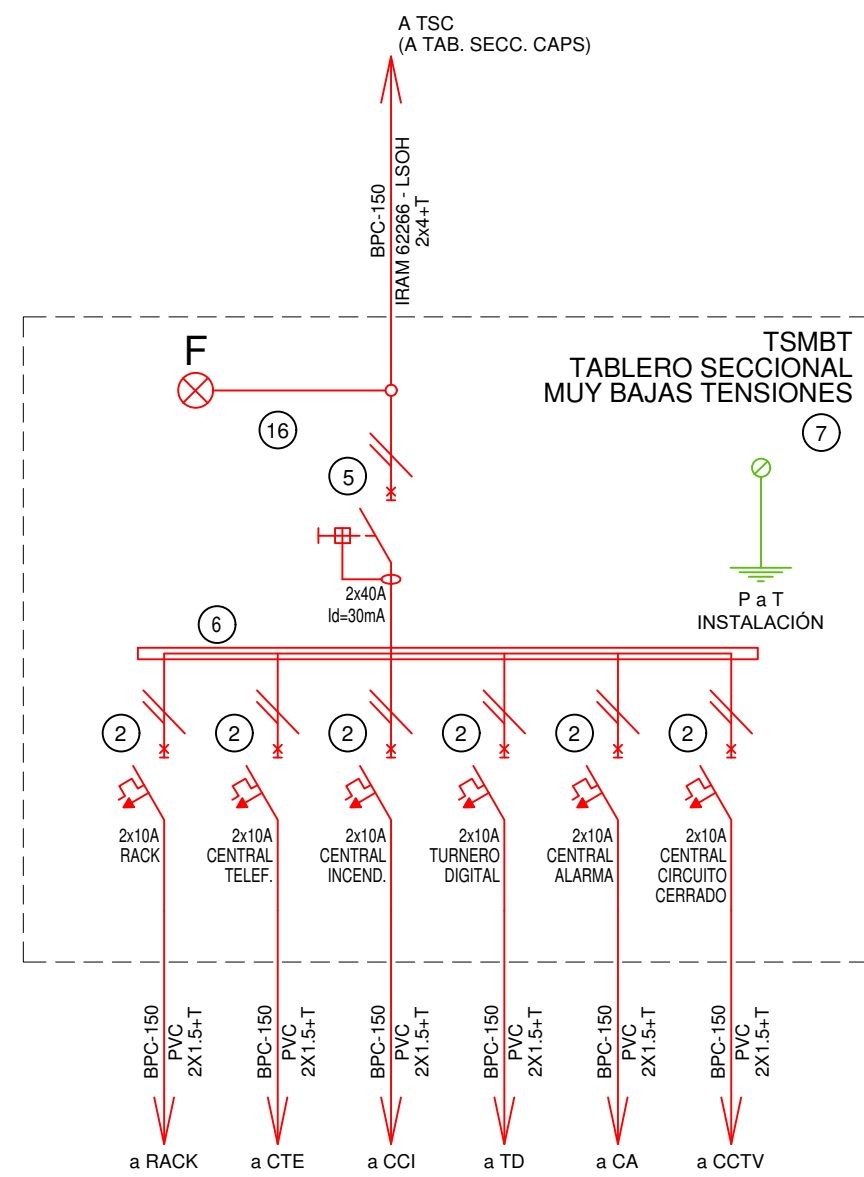 A TSC
(A TAB. SECC. CAPS)
BPC-150
IRAM 62266 - LSOH
2x4+T
F
TSMBT
TABLERO SECCIONAL
MUY BAJAS TENSIONES
16
7
5
2x40A
Id=30mA
P a T
INSTALACIÓN
6
2
2
2
2
2
2
2x10A
RACK
2x10A
CENTRAL
TELEF.
2x10A
CENTRAL
INCEND.
2x10A
TURNERO
DIGITAL
2x10A
CENTRAL
ALARMA
2x10A
CENTRAL
CIRCUITO
CERRADO
BPC-150
PVC
2X1.5+T
BPC-150
PVC
2X1.5+T
BPC-150
PVC
2X1.5+T
BPC-150
PVC
2X1.5+T
BPC-150
PVC
2X1.5+T
BPC-150
PVC
2X1.5+T
a RACK
a CTE
a CCI
a TD
a CA
a CCTV